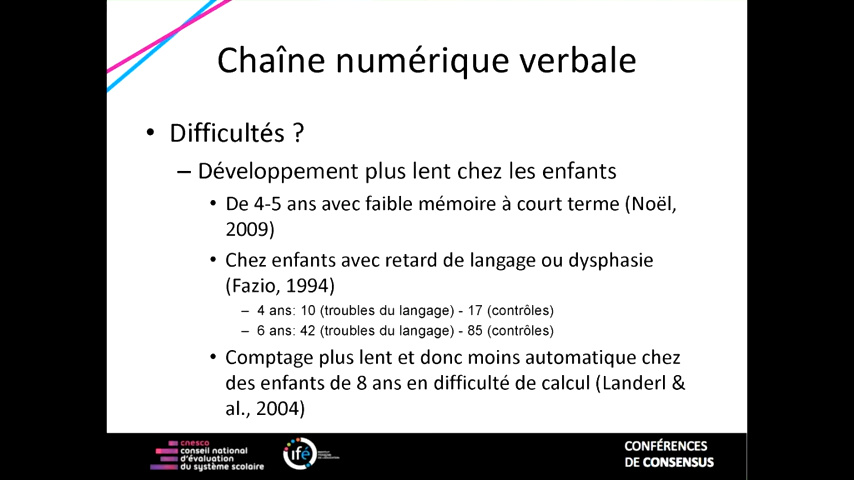 Chaîne numérique verbale
• Difficultés ?
– Développement plus lent chez les enfants
• De 4-5 ans avec faible mémoire à court terme (Noël,
2009)
• Chez enfants avec retard de langage ou dysphasie
(Fazio, 1994)
– 4 ans: 10 (troubles du langage) - 17 (contrôles)
– 6 ans: 42 (troubles du langage) - 85 (contrôles)
• Comptage plus lent et donc moins automatique chez
des enfants de 8 ans en difficulté de calcul (Landerl &
al., 2004)
cnesco
conseil national
d'évaluation
du système scolaire
ifé
CONFÉRENCES
DE CONSENSUS